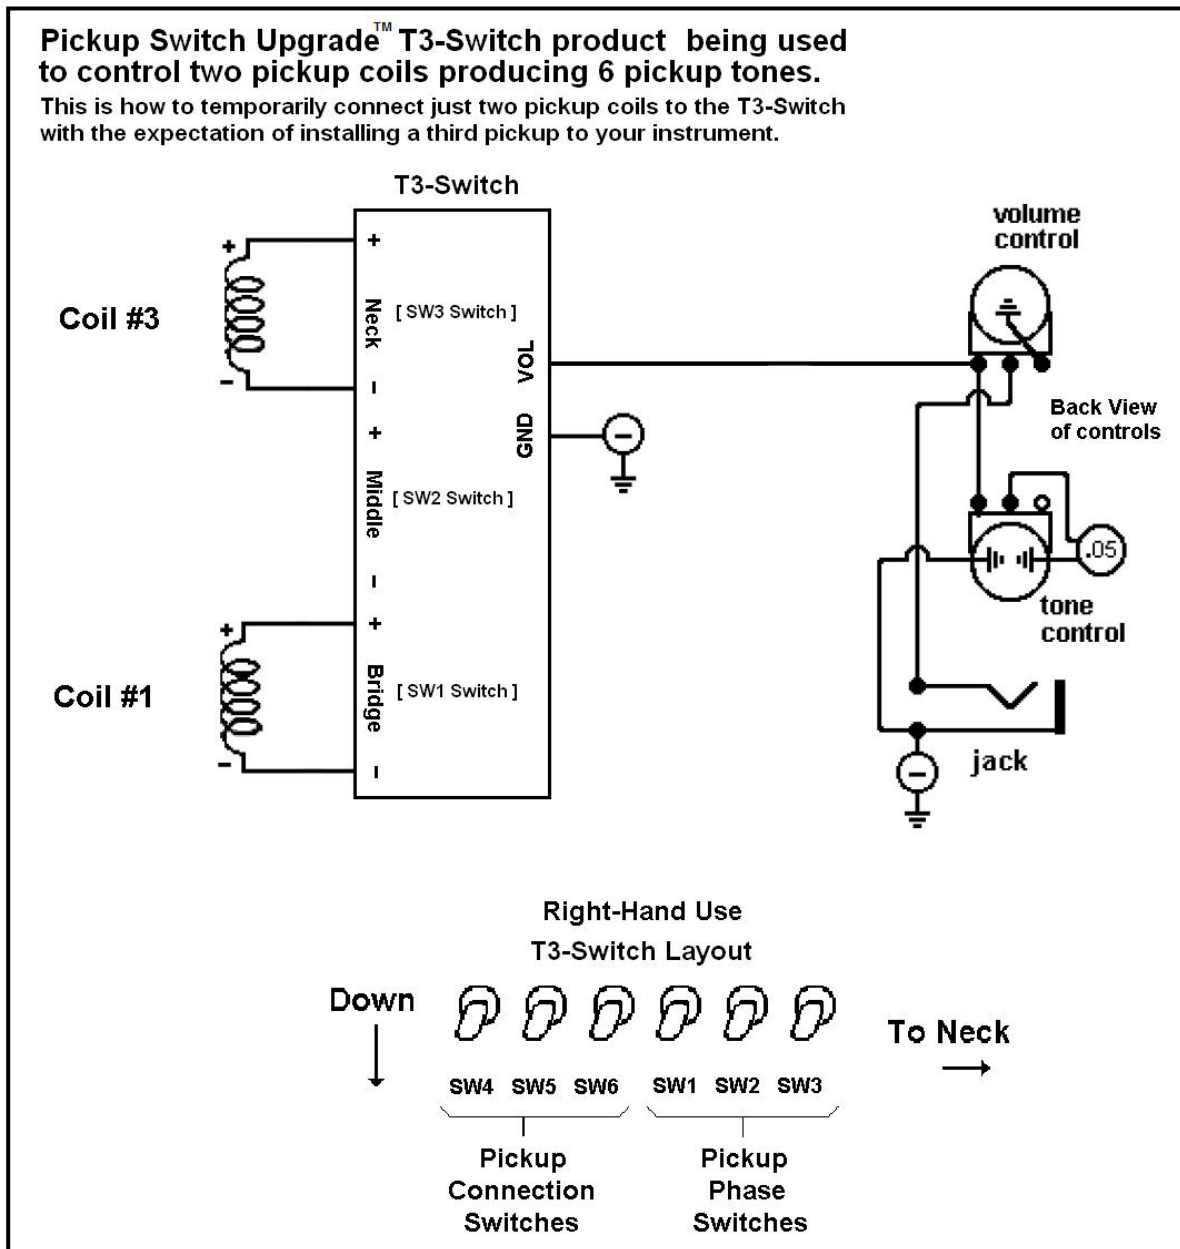 Pickup Switch Upgrade™ T3-Switch product being used
to control two pickup coils producing 6 pickup tones.
This is how to temporarily connect just two pickup coils to the T3-Switch
with the expectation of installing a third pickup to your instrument.
T3-Switch
volume
control
+
+
Coil #3
Neck
[ SW3 Switch ]
VOL
-
-
Back View
of controls
+
GND
-
Middle
[ SW2 Switch ]
.05
-
tone
control
+
+
Coil #1
Bridge
[ SW1 Switch ]
-
-
jack
-
Right-Hand Use
T3-Switch Layout
Down
To Neck
SW4 SW5 SW6 SW1 SW2 SW3
Pickup
Connection
Switches
Pickup
Phase
Switches